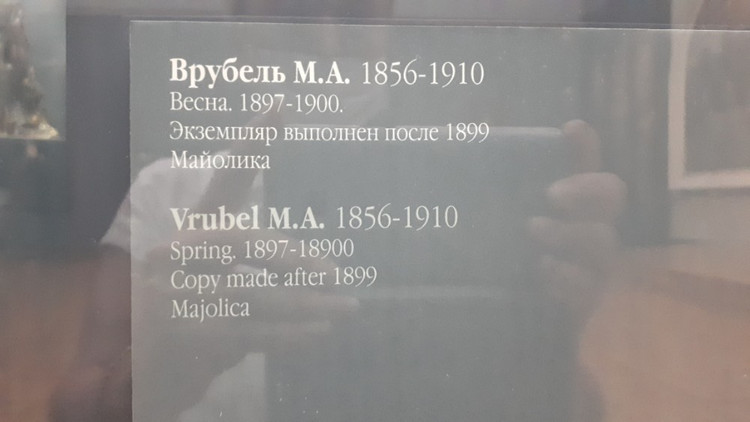 Врубель М.А. 1856-1910
Весна. 1897-1900.
Экземпляр выполнен после 1899
Майолика
Vrubel M.A. 1856-1910
Spring. 1897-18900
Copy made after 1899
Majolica